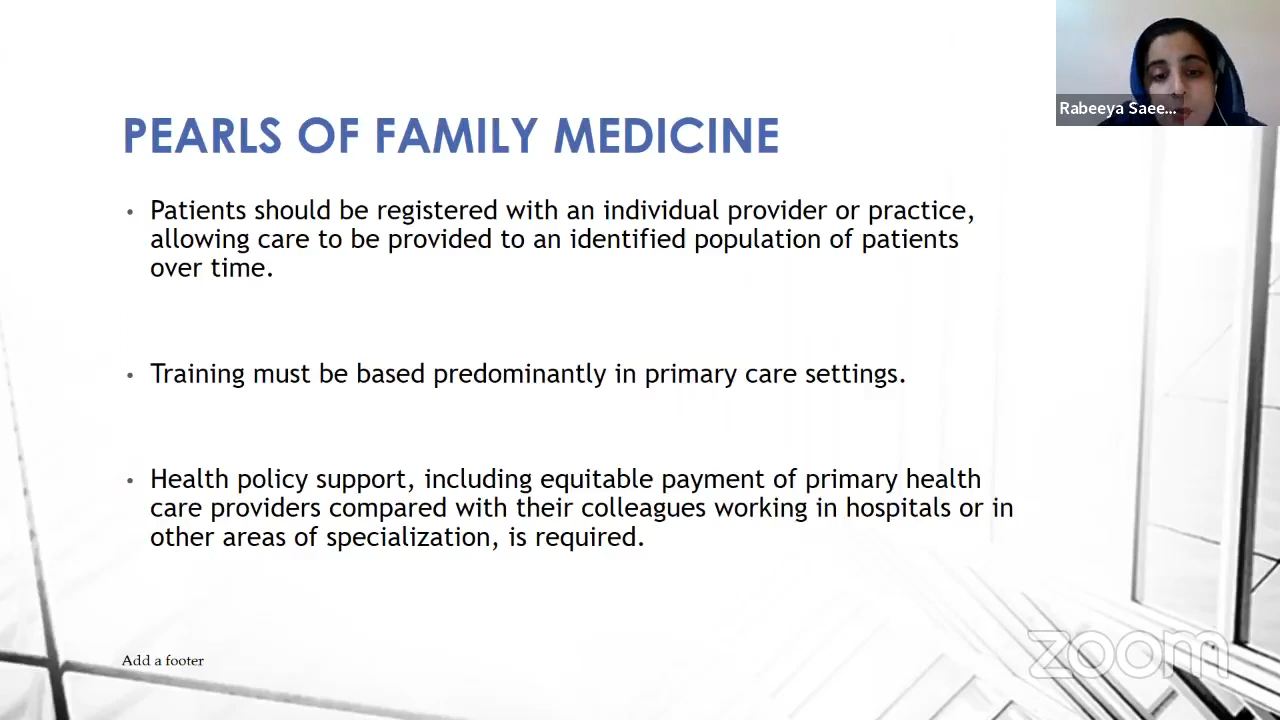 Rabeeya Saee...
PEARLS OF FAMILY MEDICINE
• Patients should be registered with an individual provider or practice,
allowing care to be provided to an identified population of patients
over time.
• Training must be based predominantly in primary care settings.
• Health policy support, including equitable payment of primary health
care providers compared with their colleagues working in hospitals or in
other areas of specialization, is required.
Add a footer
zoom